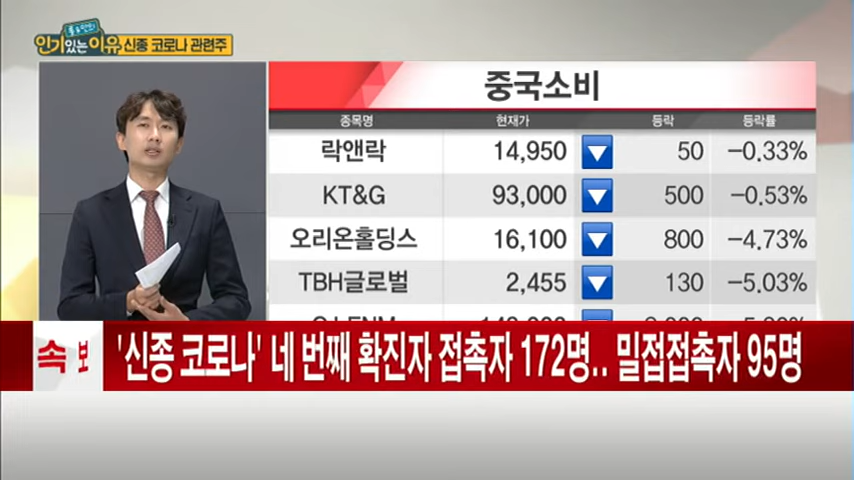 인기있는이유 신종 코로나 관련주
중국소비
종목명 현재가 등락 등락률
락앤락 14,950 ▼ 50 -0.33%
KT&G 93,000 ▼ 500 -0.53%
오리온홀딩스 16,100 ▼ 800 -4.73%
TBH글로벌 2,455 ▼ 130 -5.03%
속보 '신종 코로나' 네 번째 확진자 접촉자 172명.. 밀접접촉자 95명